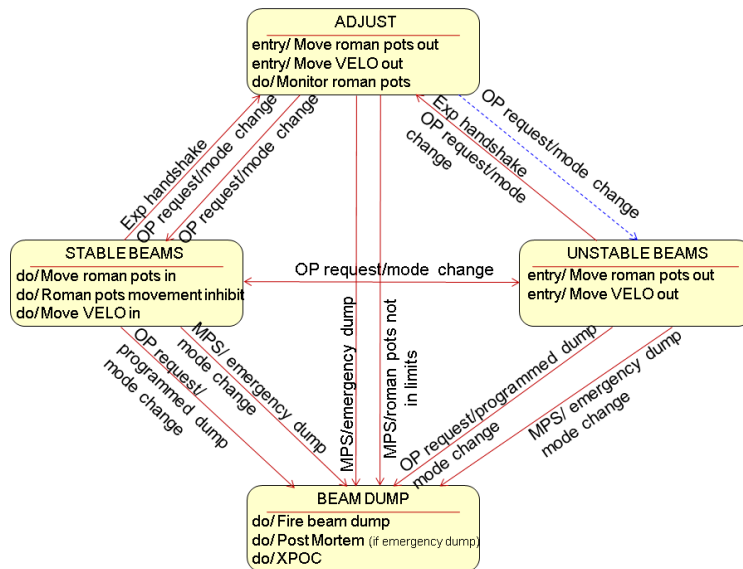 ADJUST
entry/ Move roman pots out
entry/ Move VELO out
do/ Monitor roman pots
Exp handshake
OP request/mode change
OP request/mode change
Exp handshake
OP request/mode
change
OP request/mode change
STABLE BEAMS
do/ Move roman pots in
do/ Roman pots movement inhibit
do/ Move VELO in
OP request/mode change
UNSTABLE BEAMS
entry/ Move roman pots out
entry/ Move VELO out
OP request/
programmed dump
mode change
MPS/ emergency dump
mode change
MPS/emergency dump
MPS/roman pots not
in limits
OP request/programmed dump
mode change
MPS/ emergency dump
mode change
BEAM DUMP
do/ Fire beam dump
do/ Post Mortem (if emergency dump)
do/ XPOC